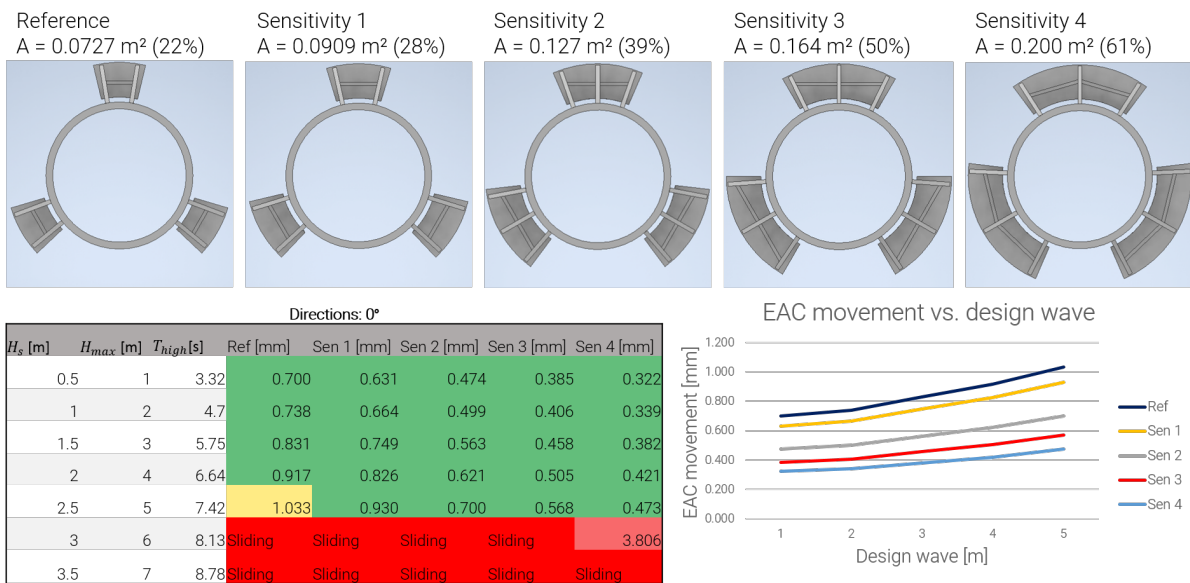 Reference
A = 0.0727 m² (22%)
Sensitivity 1
A = 0.0909 m² (28%)
Sensitivity 2
A = 0.127 m² (39%)
Sensitivity 3
A = 0.164 m² (50%)
Sensitivity 4
A = 0.200 m² (61%)
Directions: 0°
H_s [m] H_max [m] T_high[s] Ref [mm] Sen 1 [mm] Sen 2 [mm] Sen 3 [mm] Sen 4 [mm]
0.5 1 3.32 0.700 0.631 0.474 0.385 0.322
1 2 4.7 0.738 0.664 0.499 0.406 0.339
1.5 3 5.75 0.831 0.749 0.563 0.458 0.382
2 4 6.64 0.917 0.826 0.621 0.505 0.421
2.5 5 7.42 1.033 0.930 0.700 0.568 0.473
3 6 8.13 Sliding Sliding Sliding Sliding 3.806
3.5 7 8.78 Sliding Sliding Sliding Sliding Sliding
EAC movement vs. design wave
EAC movement [mm]
1.200
1.000
0.800
0.600
0.400
0.200
0.000
1 2 3 4 5
Design wave [m]
Ref
Sen 1
Sen 2
Sen 3
Sen 4